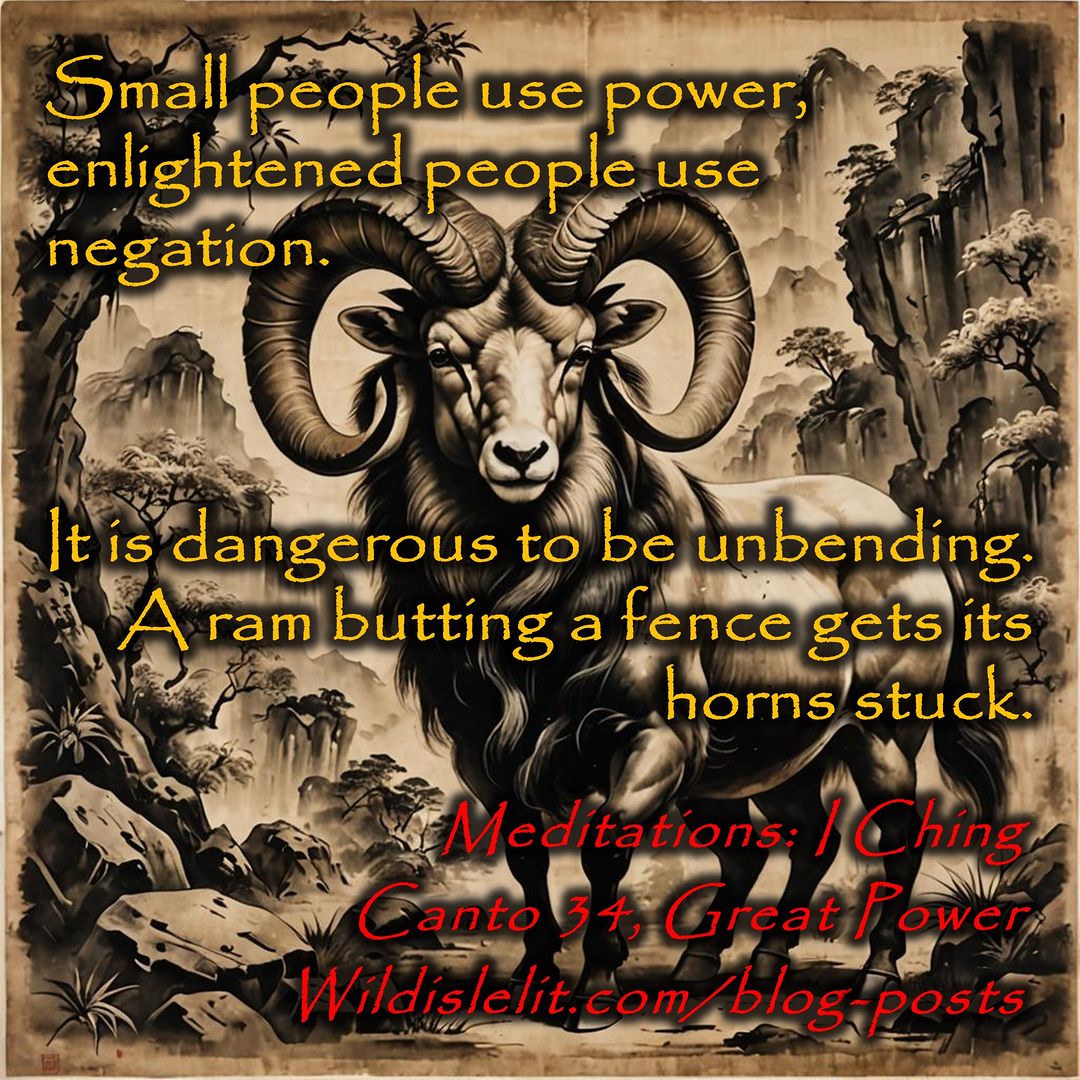 Small people use power,
enlightened people use
negation.
It is dangerous to be unbending.
A ram butting a fence gets its
horns stuck.
Meditations: I Ching
Canto 34, Great Power
Wildislelit.com/blog-posts